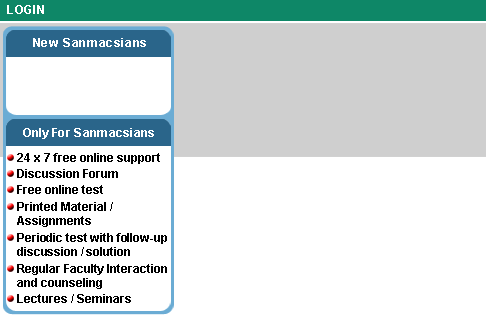 LOGIN
New Sanmacsians
Only For Sanmacsians
24 x 7 free online support
Discussion Forum
Free online test
Printed Material /
Assignments
Periodic test with follow-up
discussion / solution
Regular Faculty Interaction
and counseling
Lectures / Seminars